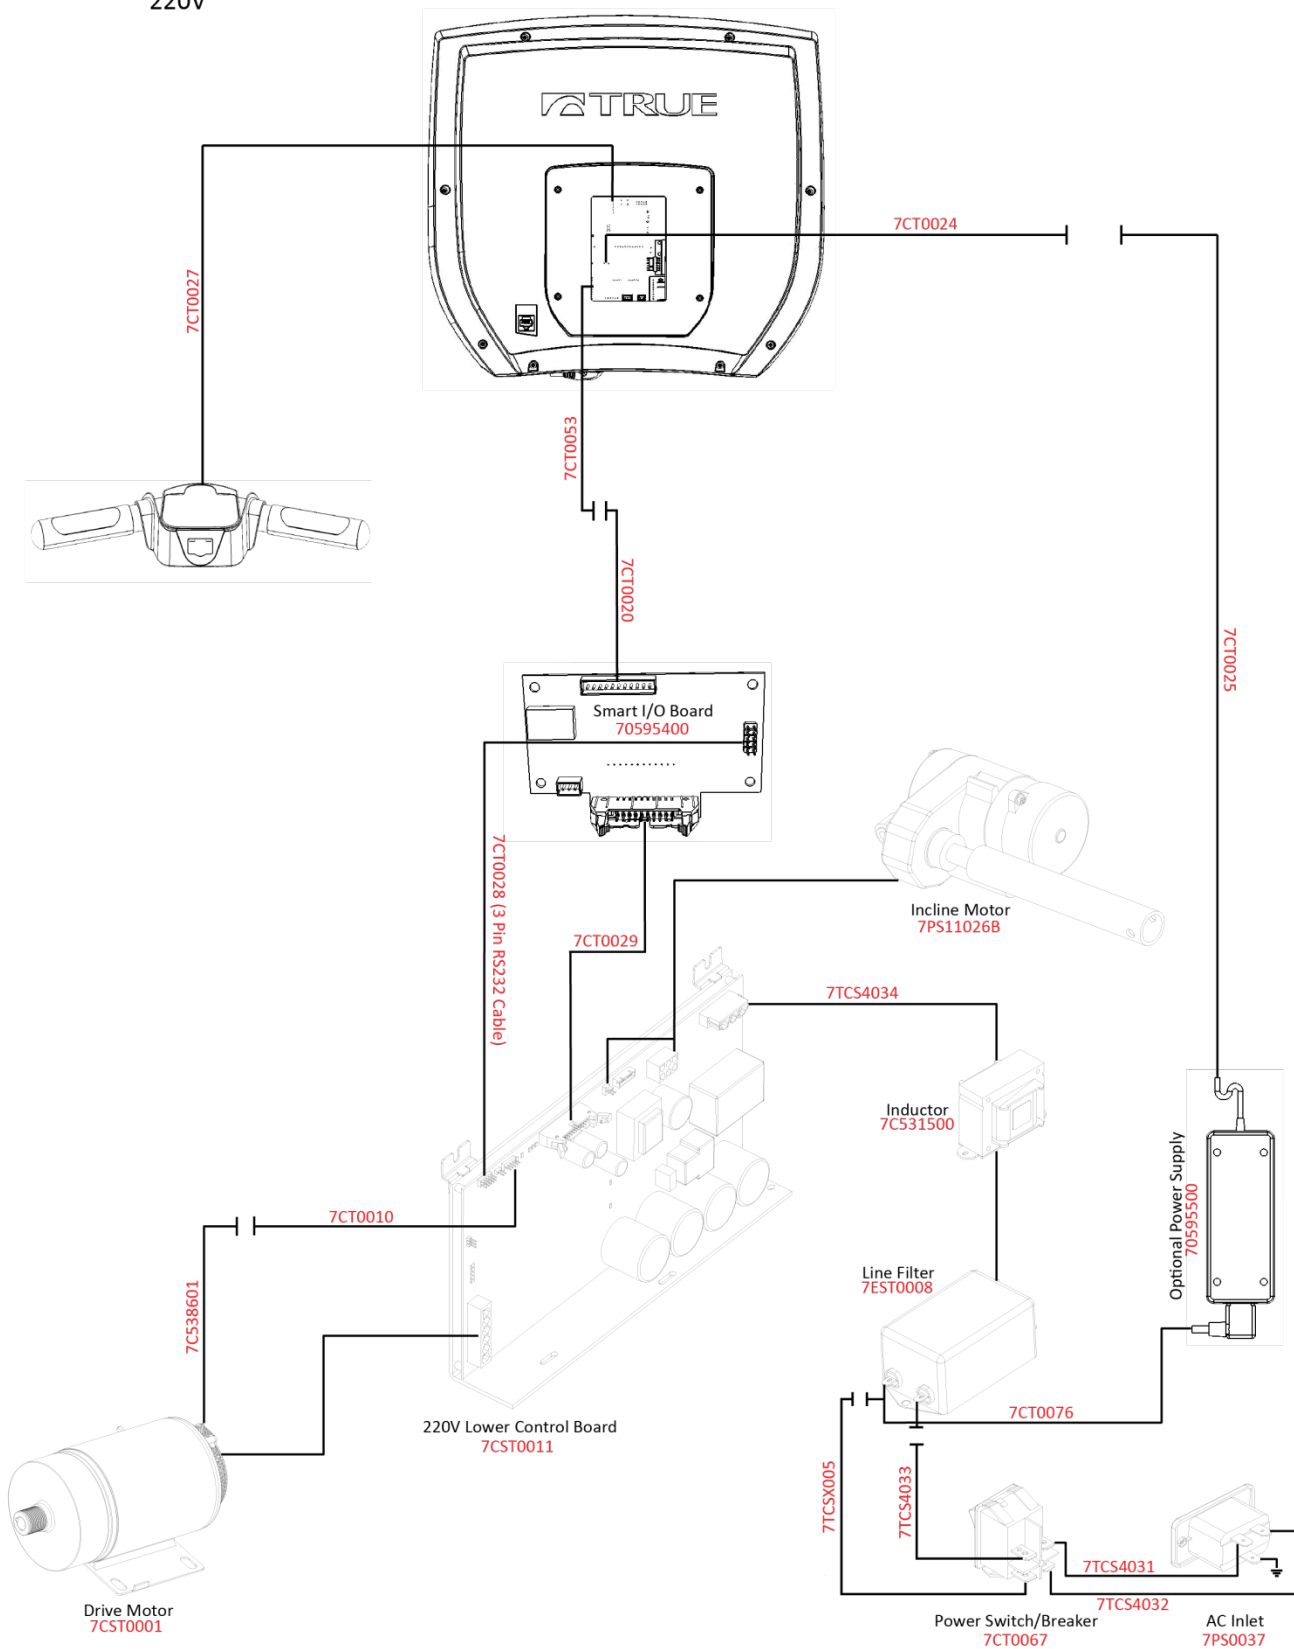 220V
TRUE
7CT0024
7CT0027
7CT0053
7CT0020
7CT0025
Smart I/O Board
70595400
7CT0028 (3 Pin RS232 Cable)
7CT0029
Incline Motor
7PS11026B
7TCS4034
Inductor
7C531500
Optional Power Supply
70595500
7CT0010
7C538601
Line Filter
7EST0008
7CT0076
220V Lower Control Board
7CST0011
7TCSX005
7TCS4033
7TCS4031
7TCS4032
Drive Motor
7CST0001
Power Switch/Breaker
7CT0067
AC Inlet
7PS0037